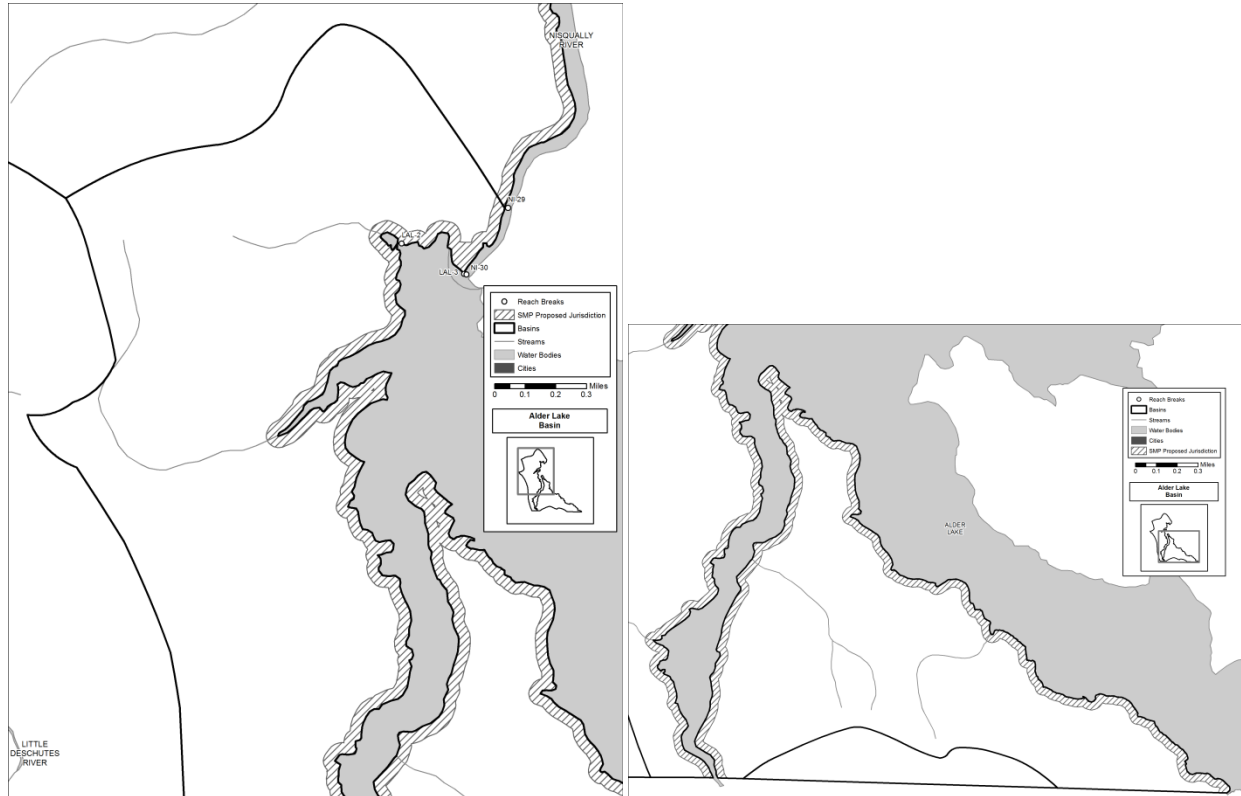 NISQUALLY
RIVER
NI-29
LAL-2
LAL-3
NI-30
Reach Breaks
SMP Proposed Jurisdiction
Basins
Streams
Water Bodies
Cities
Miles
0 0.1 0.2 0.3
Alder Lake
Basin
LITTLE
DESCHUTES
RIVER
ALDER
LAKE
Reach Breaks
Basins
Streams
Water Bodies
Cities
SMP Proposed Jurisdiction
Miles
0 0.1 0.2 0.3
Alder Lake
Basin